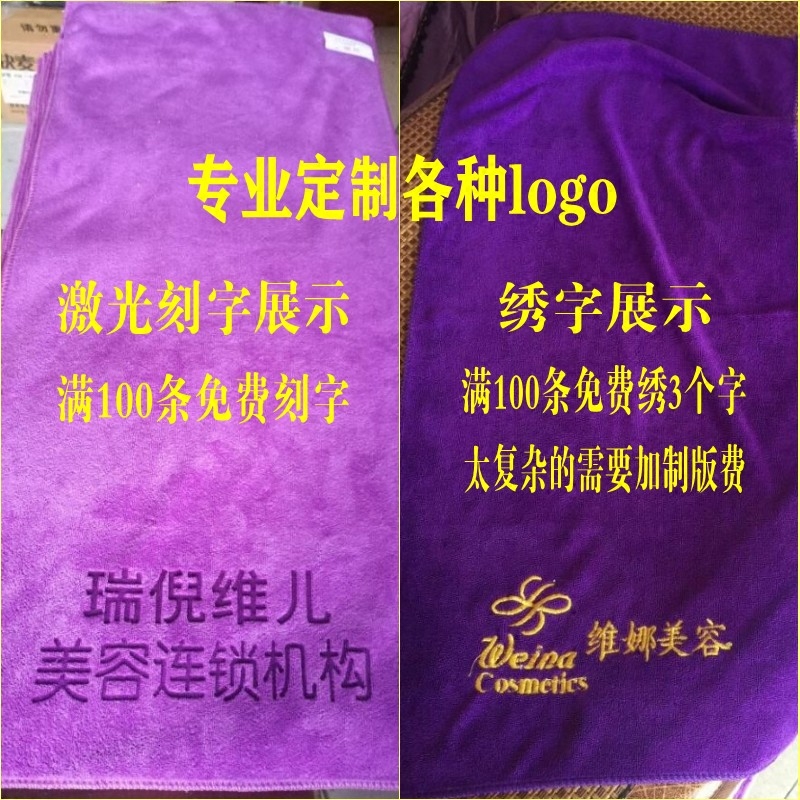 专业定制各种logo
激光刻字展示
满100条免费刻字
瑞倪维儿
美容连锁机构
绣字展示
满100条免费绣3个字
太复杂的需要加制版费
Weina
Cosmetics
维娜美容